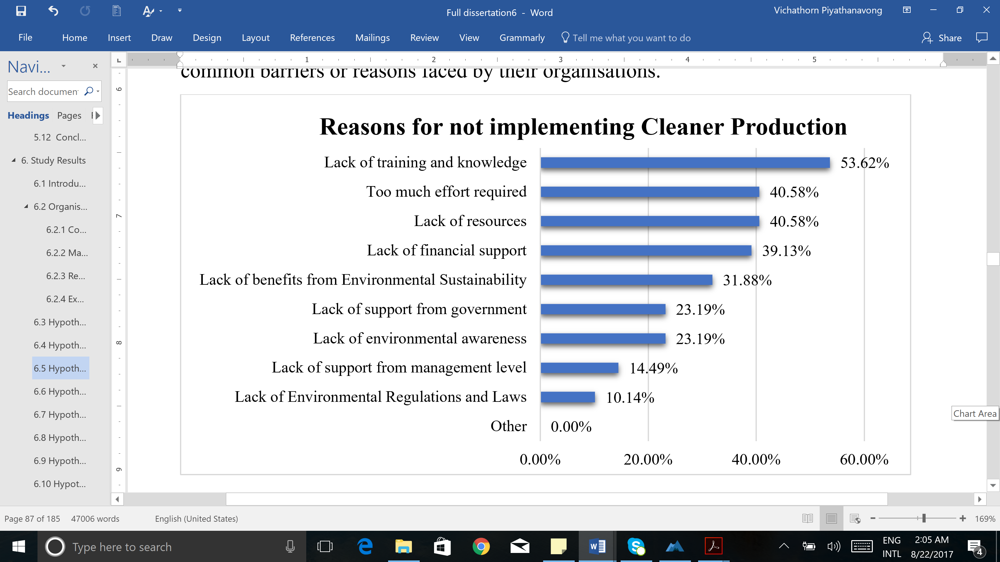 Full dissertation6 - Word
Vichathorn Piyathanavong
File Home Insert Draw Design Layout References Mailings Review View Grammarly Tell me what you want to do Share
Navi...
Search documen
Headings Pages
5.12 Concl...
6. Study Results
6.1 Introdu...
6.2 Organis...
6.2.1 Co...
6.2.2 Ma...
6.2.3 Re...
6.2.4 Ex...
6.3 Hypoth...
6.4 Hypoth...
6.5 Hypoth...
6.6 Hypoth...
6.7 Hypoth...
6.8 Hypoth...
6.9 Hypoth...
6.10 Hypot...
L
1 2 3 4 5
6
7
8
9
common barriers or reasons faced by their organisations.
Reasons for not implementing Cleaner Production
Lack of training and knowledge 53.62%
Too much effort required 40.58%
Lack of resources 40.58%
Lack of financial support 39.13%
Lack of benefits from Environmental Sustainability 31.88%
Lack of support from government 23.19%
Lack of environmental awareness 23.19%
Lack of support from management level 14.49%
Lack of Environmental Regulations and Laws 10.14%
Other 0.00%
0.00% 20.00% 40.00% 60.00%
Chart Area
Page 87 of 185 47006 words English (United States) 169%
Type here to search
ENG
INTL
2:05 AM
8/22/2017
4